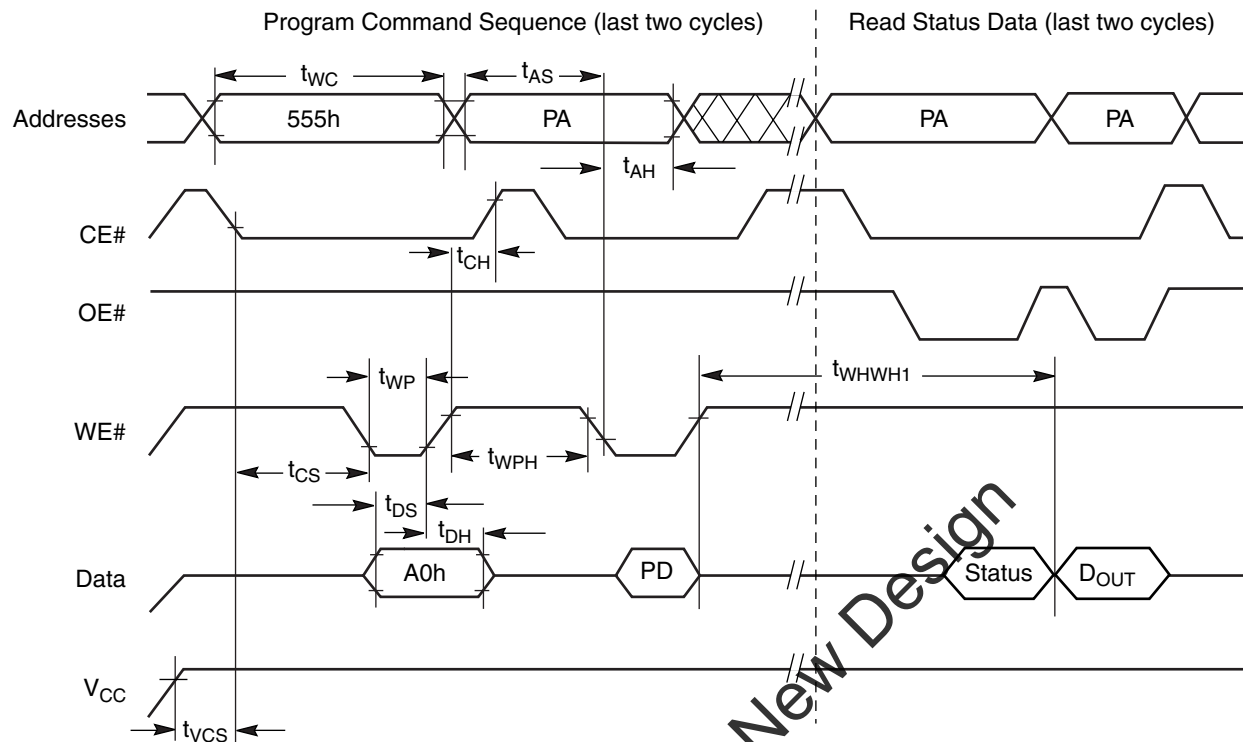 Program Command Sequence (last two cycles)
Read Status Data (last two cycles)
tWC
tAS
Addresses
555h
PA
PA
PA
tAH
CE#
tCH
OE#
tWP
tWHWH1
WE#
tCS
tWPH
tDS
tDH
Data
A0h
PD
Status
DOUT
VCC
tVCS
New Design